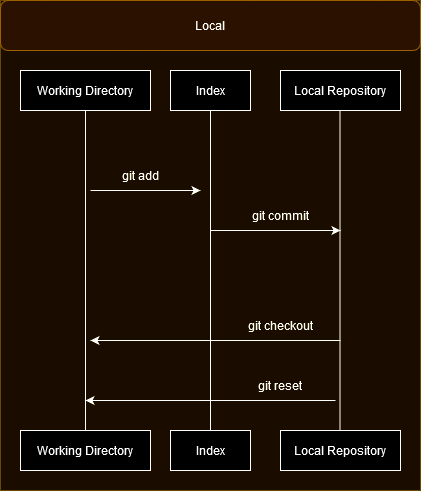 Local
Working Directory
Index
Local Repository
git add
git commit
git checkout
git reset
Working Directory
Index
Local Repository